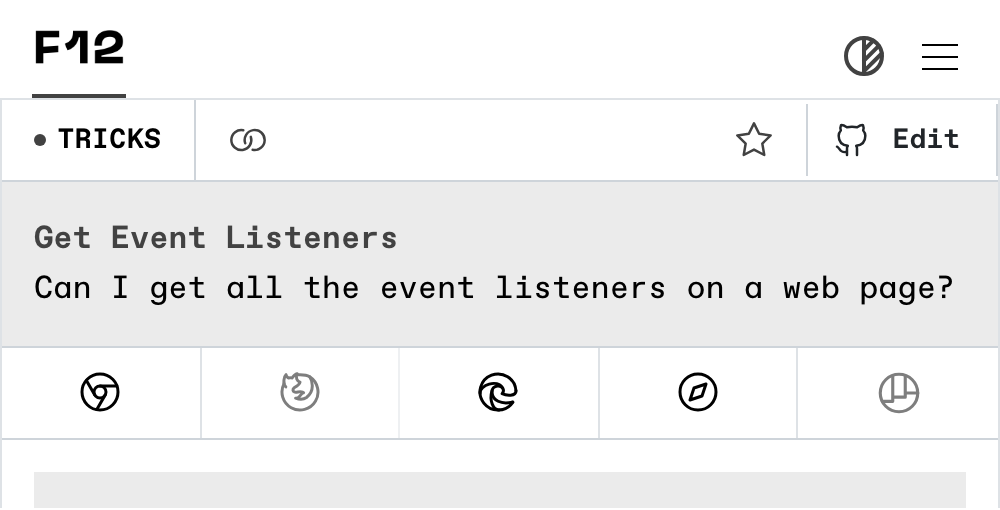 F12
TRICKS
Edit
Get Event Listeners
Can I get all the event listeners on a web page?